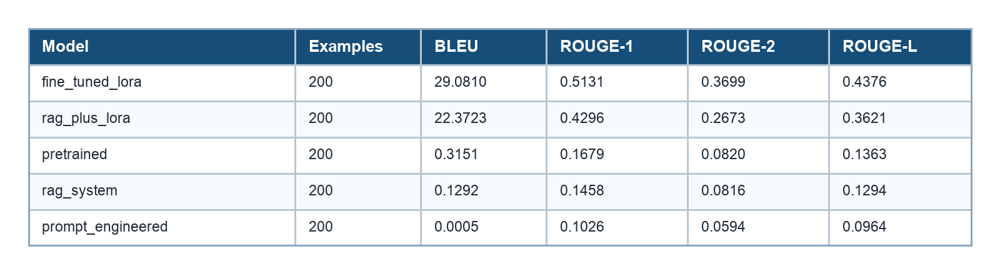 Model Examples BLEU ROUGE-1 ROUGE-2 ROUGE-L
fine_tuned_lora 200 29.0810 0.5131 0.3699 0.4376
rag_plus_lora 200 22.3723 0.4296 0.2673 0.3621
pretrained 200 0.3151 0.1679 0.0820 0.1363
rag_system 200 0.1292 0.1458 0.0816 0.1294
prompt_engineered 200 0.0005 0.1026 0.0594 0.0964